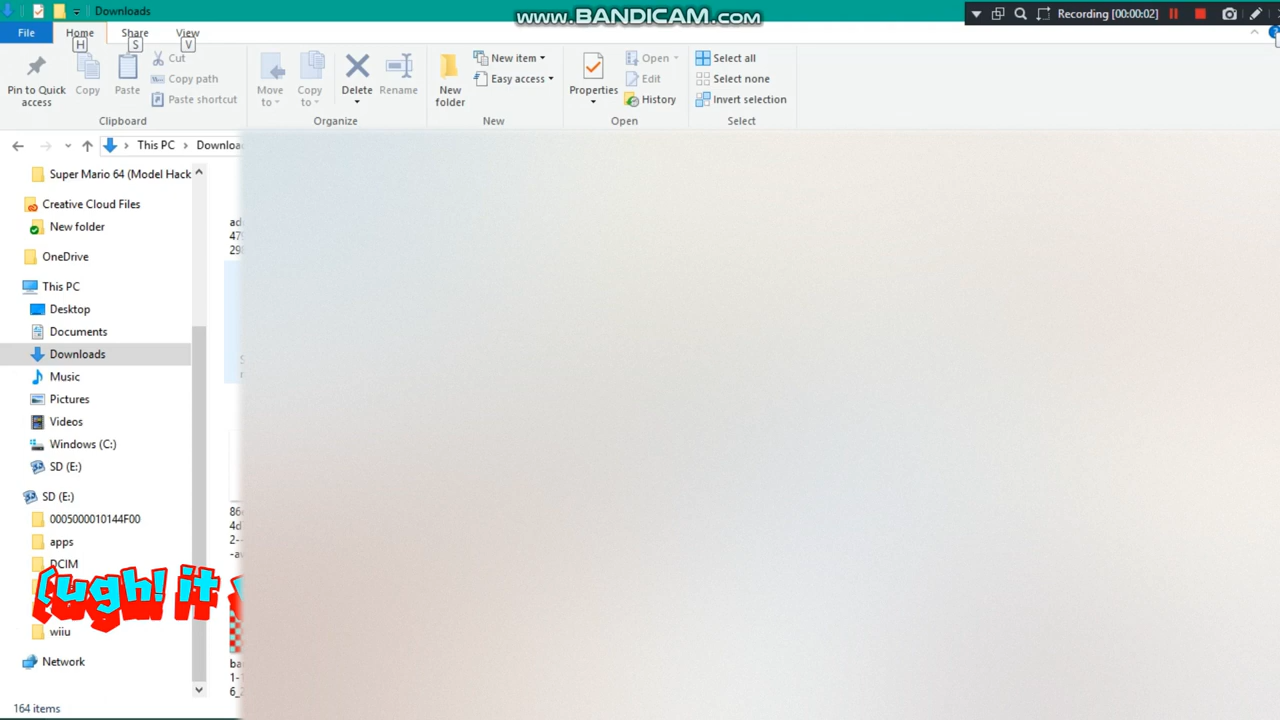 Downloads
www.BANDICAM.com
Recording [00:00:02]
File
Home
Share
View
H
S
V
Pin to Quick access
Copy
Paste
Cut
Copy path
Paste shortcut
Clipboard
Move to
Copy to
Delete
Rename
Organize
New folder
New item
Easy access
New
Properties
Open
Edit
History
Open
Select all
Select none
Invert selection
Select
This PC
Super Mario 64 (Model Hack
Creative Cloud Files
New folder
OneDrive
This PC
Desktop
Documents
Downloads
Music
Pictures
Videos
Windows (C:)
SD (E:)
SD (E:)
0005000010144F00
apps
DCIM
(ugh! it
wiiu
Network
164 items